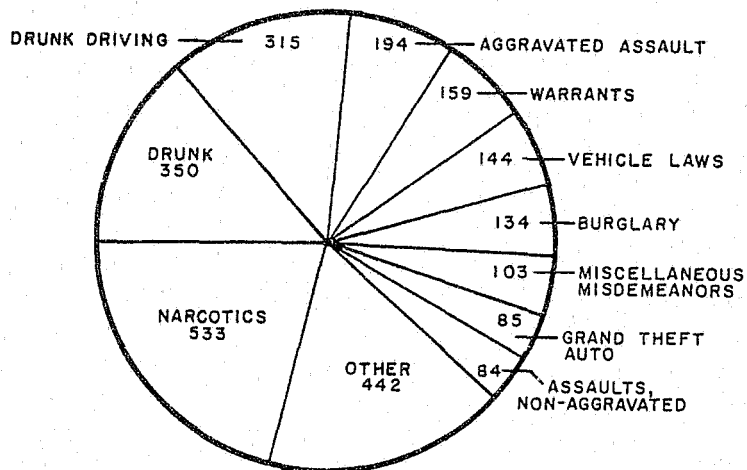 DRUNK DRIVING
315
194
AGGRAVATED ASSAULT
159
WARRANTS
DRUNK
350
144
VEHICLE LAWS
134
BURGLARY
103
MISCELLANEOUS
MISDEMEANORS
NARCOTICS
533
85
GRAND THEFT
AUTO
OTHER
442
84
ASSAULTS,
NON-AGGRAVATED